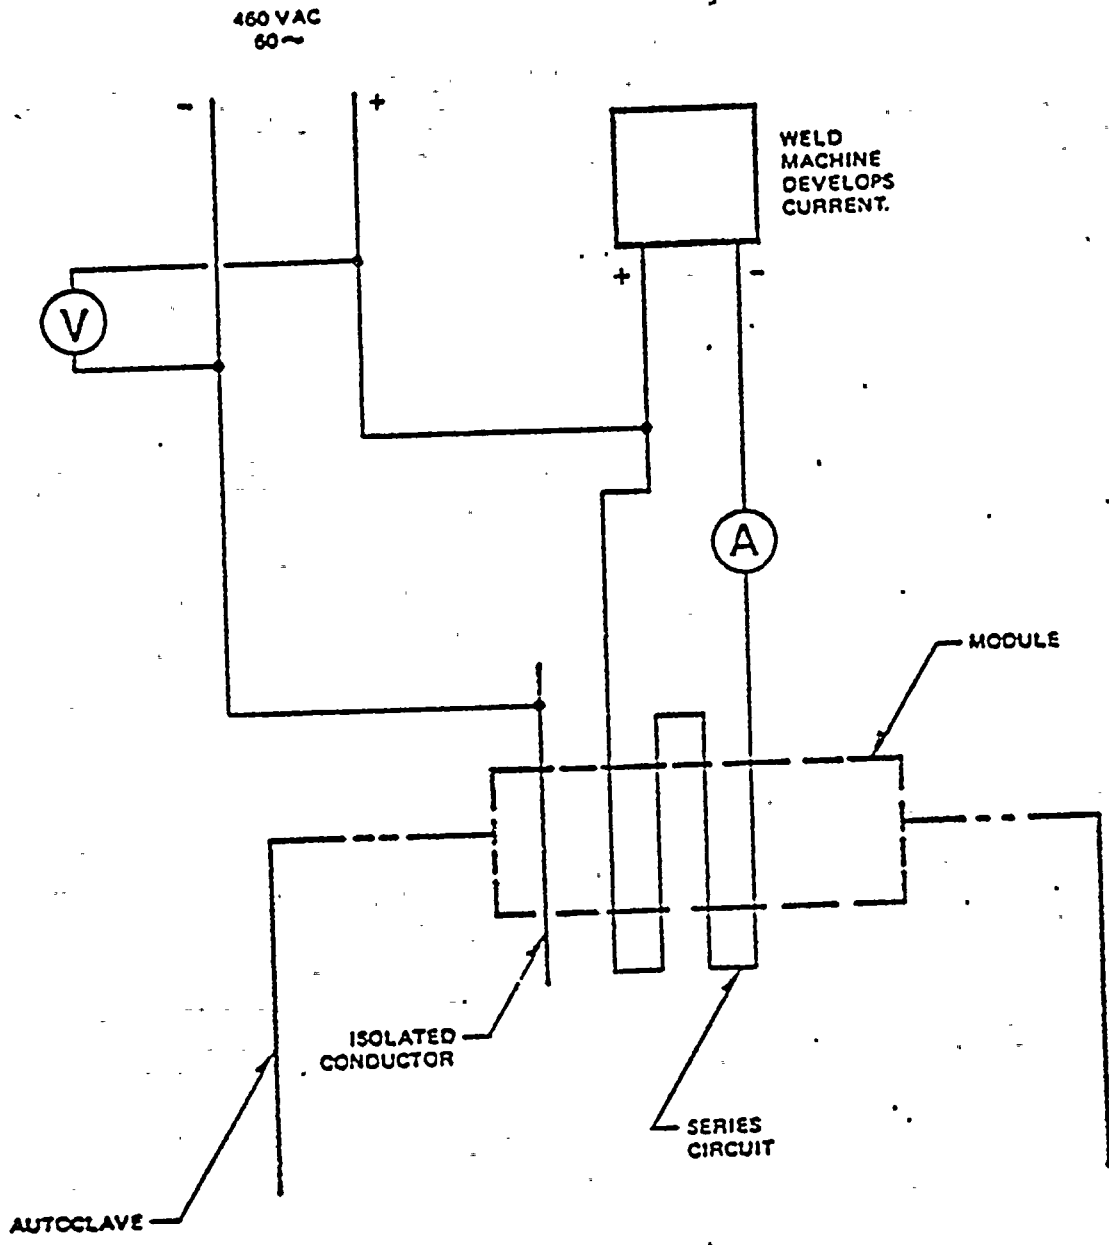 460 VAC
60~
-
+
WELD
MACHINE
DEVELOPS
CURRENT.
+
-
V
A
MODULE
ISOLATED
CONDUCTOR
SERIES
CIRCUIT
AUTOCLAVE